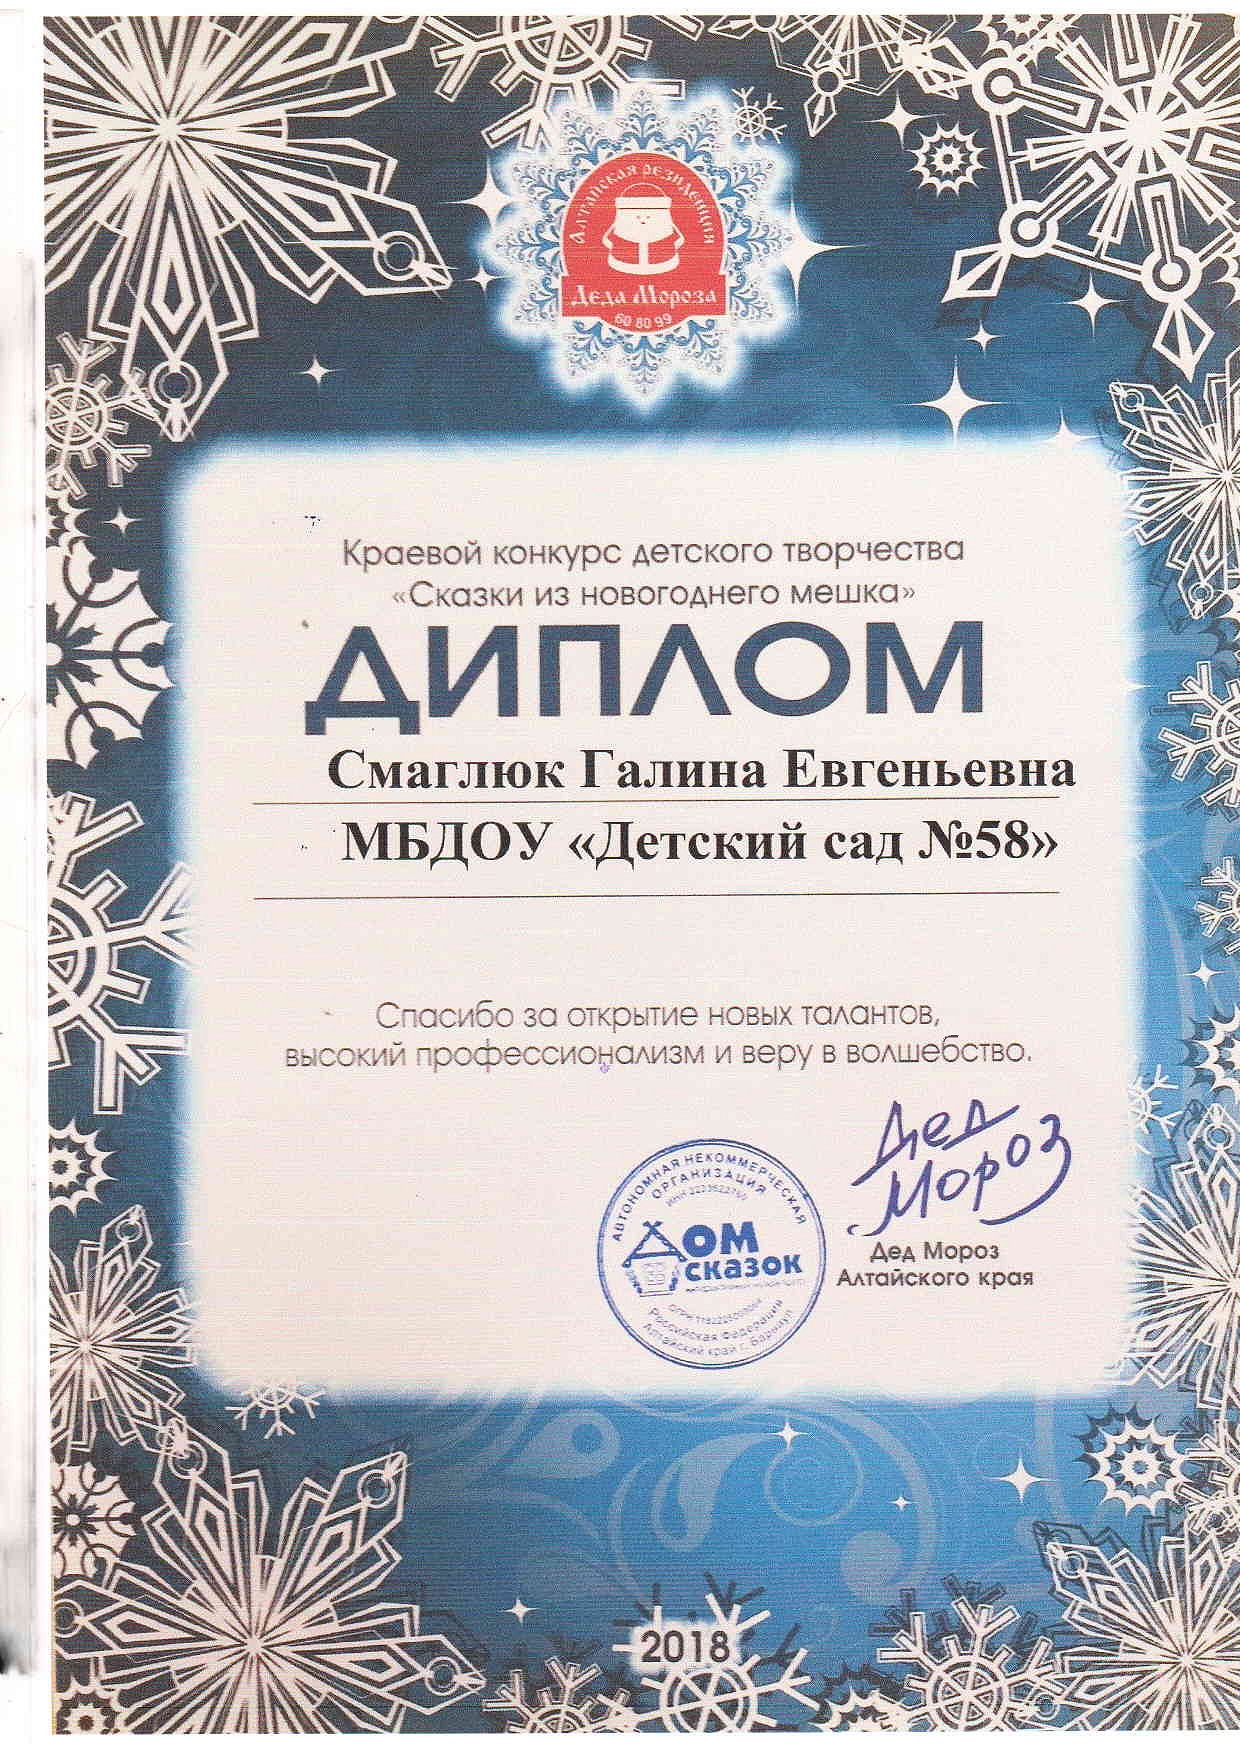 Алтайская резиденция
Деда Мороза
60 80 99
Краевой конкурс детского творчества
«Сказки из новогоднего мешка»
ДИПЛОМ
Смаглюк Галина Евгеньевна
МБДОУ «Детский сад №58»
Спасибо за открытие новых талантов,
высокий профессионализм и веру в волшебство.
Дед
Мороз
Дед Мороз
Алтайского края
АВТОНОМНАЯ НЕКОММЕРЧЕСКАЯ
ОРГАНИЗАЦИЯ
ИНН
Дом
сказок
ОГРН
Российская Федерация
Алтайский край г. Барнаул
2018